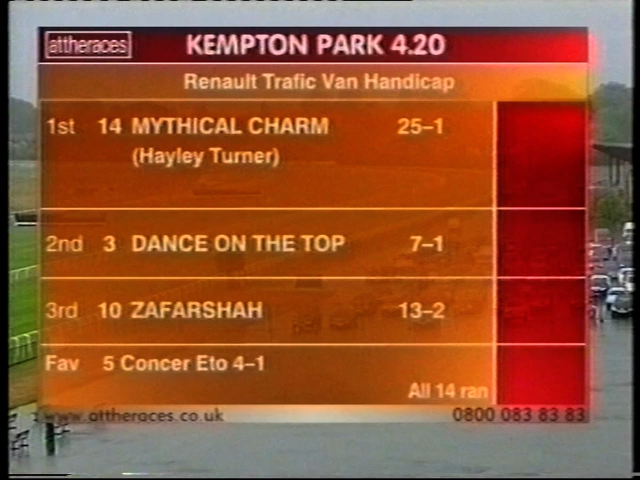 attheraces KEMPTON PARK 4.20
Renault Trafic Van Handicap
1st 14 MYTHICAL CHARM 25-1
(Hayley Turner)
2nd 3 DANCE ON THE TOP 7-1
3rd 10 ZAFARSHAH 13-2
Fav 5 Concer Eto 4-1
All 14 ran
www.attheraces.co.uk 0800 083 83 83